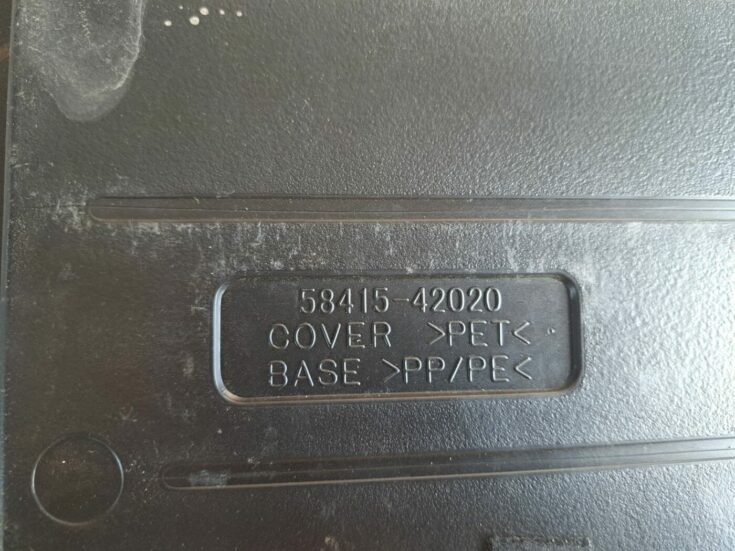 58415-42020
COVER >PET<
BASE >PP/PE<